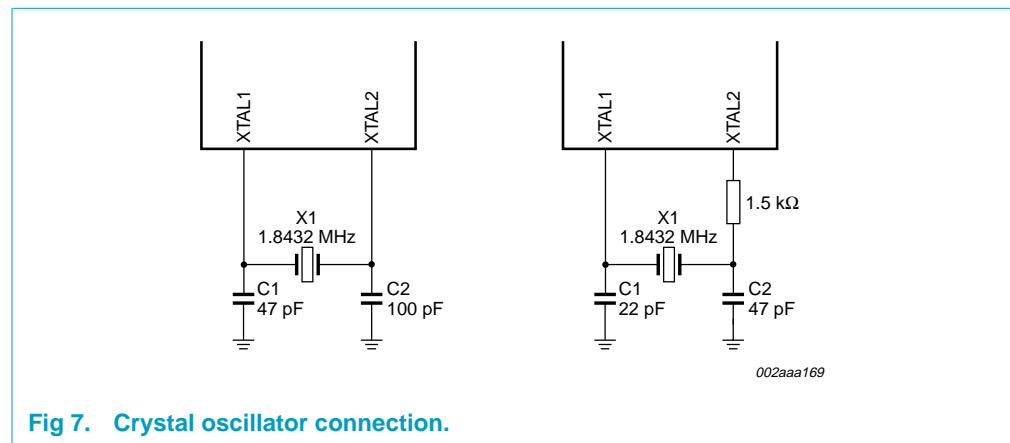 XTAL1
XTAL2
X1
1.8432 MHz
C1
47 pF
C2
100 pF
XTAL1
XTAL2
1.5 kΩ
X1
1.8432 MHz
C1
22 pF
C2
47 pF
002aaa169
Fig 7. Crystal oscillator connection.